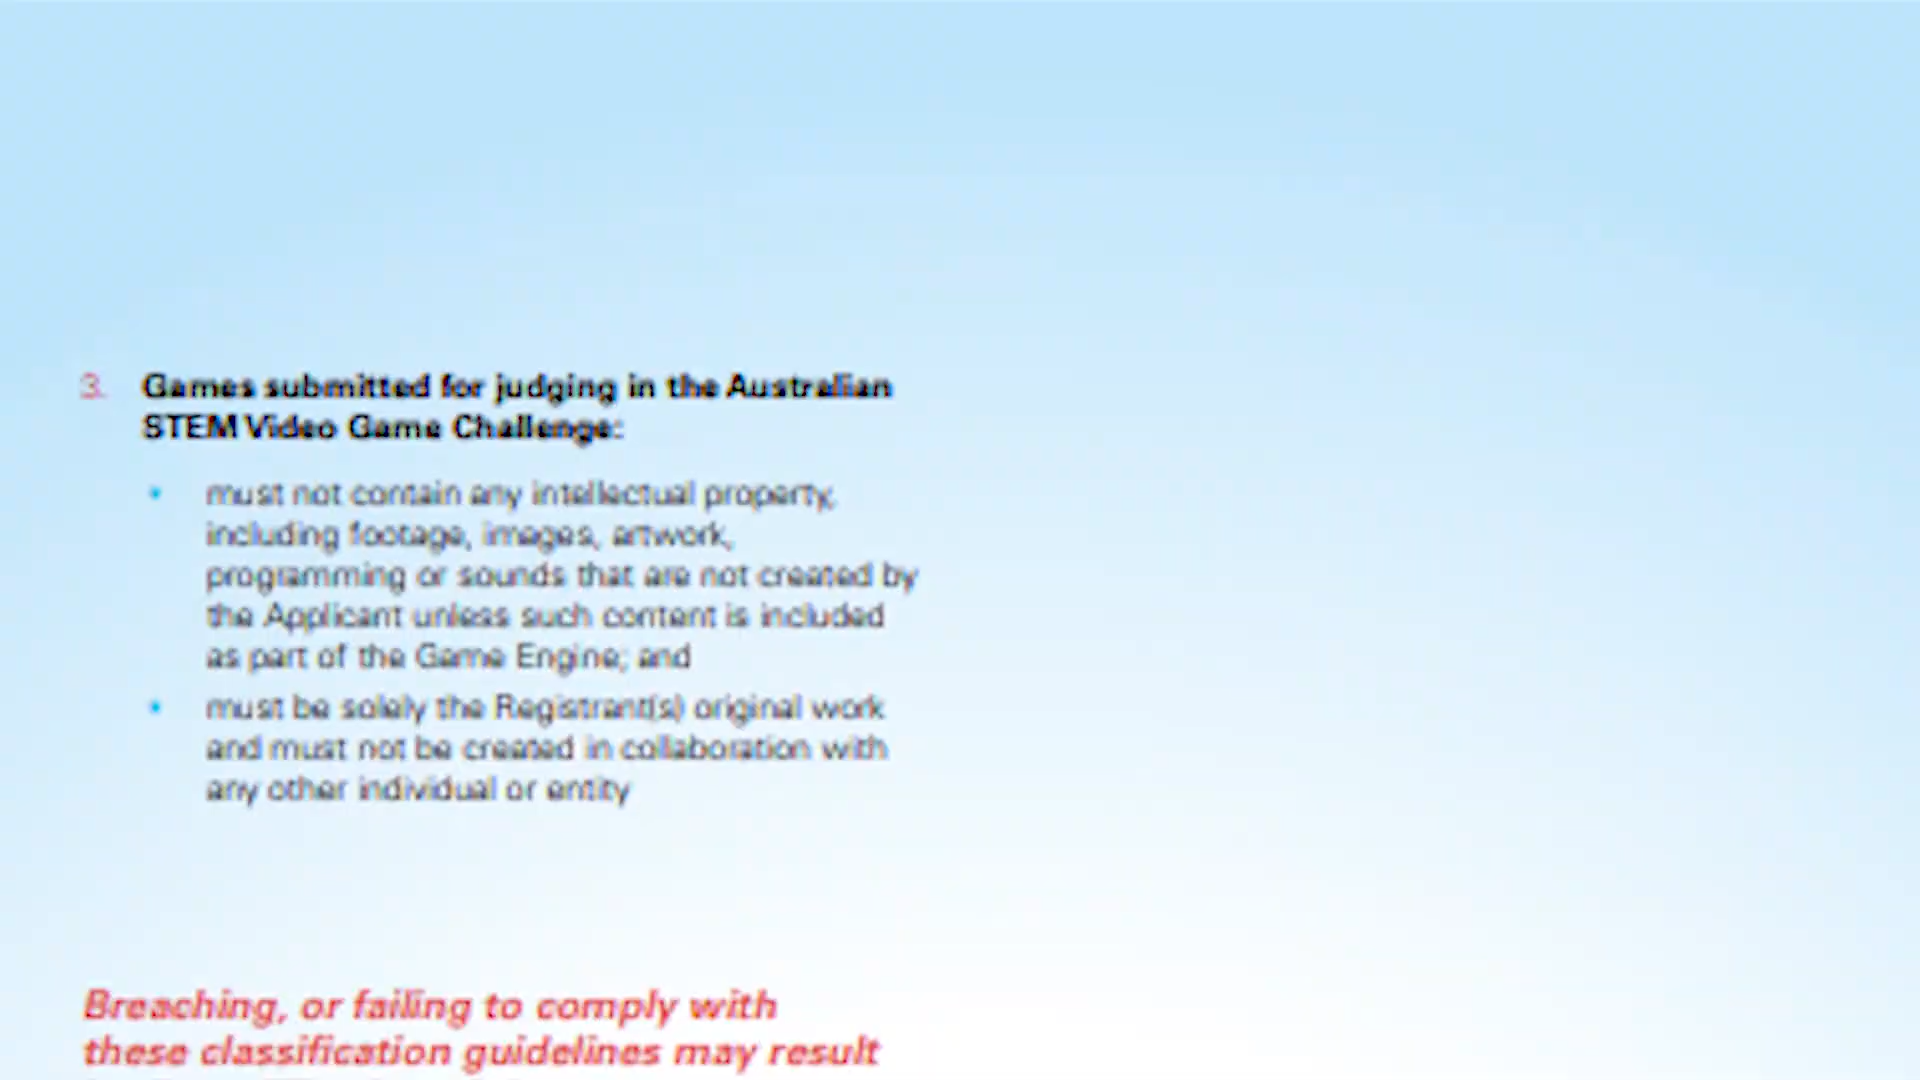 3. Games submitted for judging in the Australian
STEM Video Game Challenge:
• must not contain any intellectual property,
including footage, images, artwork,
programming or sounds that are not created by
the Applicant unless such content is included
as part of the Game Engine; and
• must be solely the Registrant(s) original work
and must not be created in collaboration with
any other individual or entity
Breaching, or failing to comply with
these classification guidelines may result